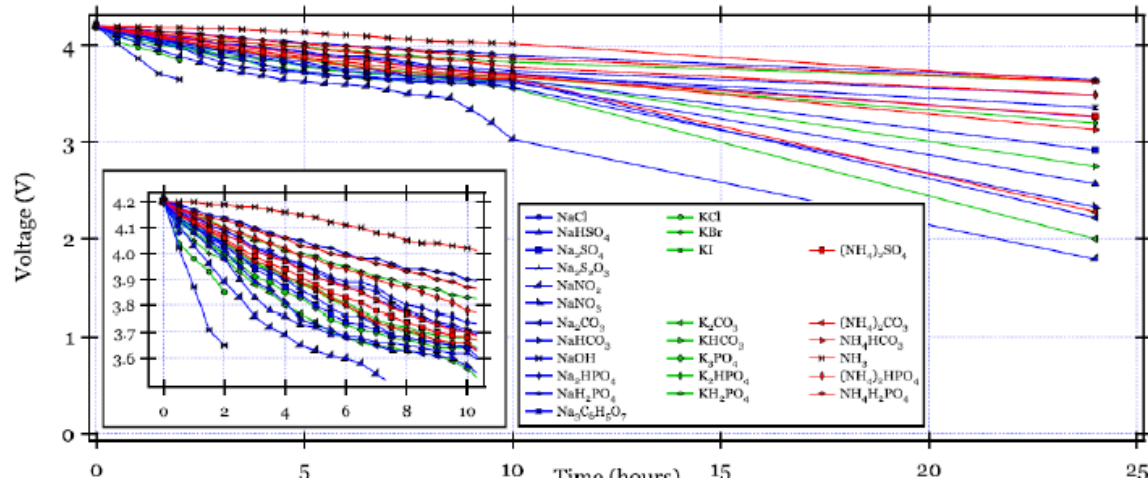 4
3
2
1
0
Voltage (V)
4.2
4.1
4.0
3.9
3.8
3.7
3.6
0 2 4 6 8 10
NaCl KCl
NaHSO₄ KBr
Na₂SO₄ KI (NH₄)₂SO₄
Na₂S₂O₃
NaNO₂
NaNO₃
Na₂CO₃ K₂CO₃ (NH₄)₂CO₃
NaHCO₃ KHCO₃ NH₄HCO₃
NaOH K₃PO₄ NH₃
Na₂HPO₄ K₂HPO₄ (NH₄)₂HPO₄
NaH₂PO₄ KH₂PO₄ NH₄H₂PO₄
Na₃C₆H₅O₇
0 5 10 15 20 25
Time (hours)